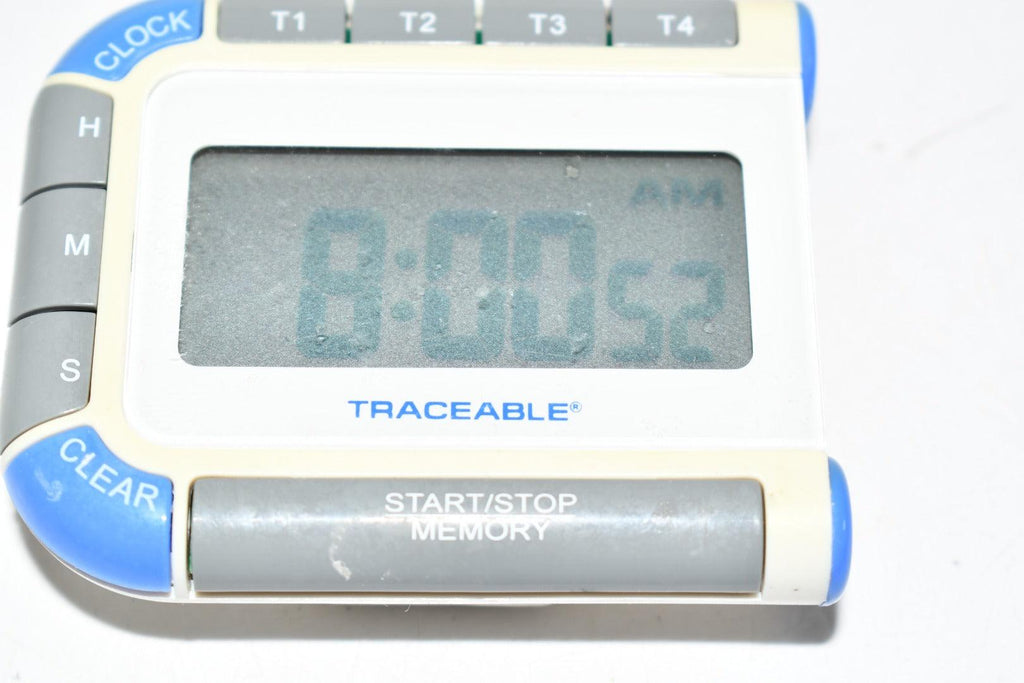 CLOCK
T1 T2 T3 T4
H
M
S
AM
8:00 52
TRACEABLE®
CLEAR
START/STOP
MEMORY